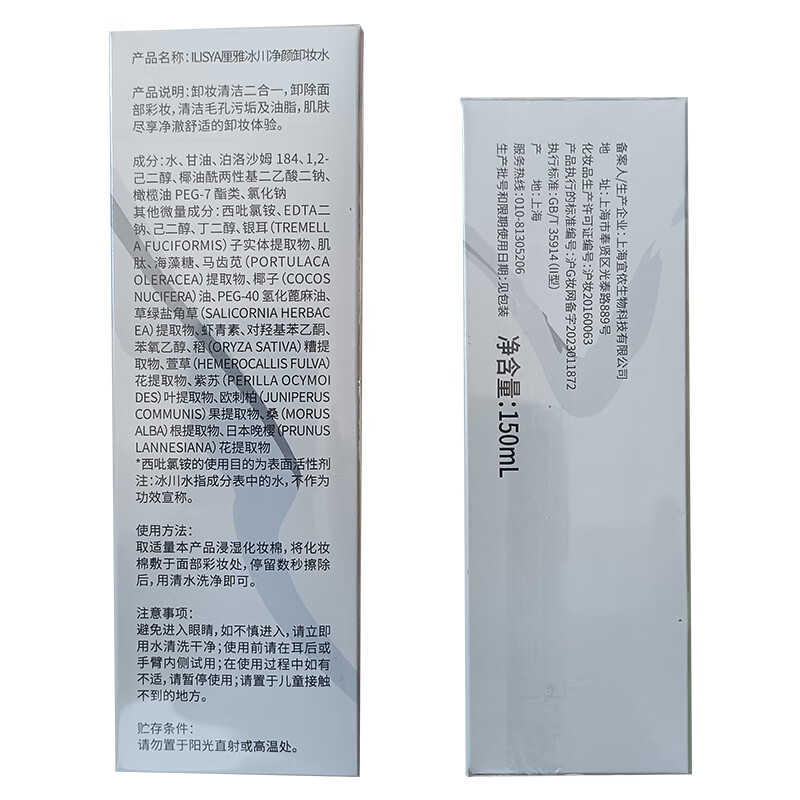 产品名称:ILISYA厘雅冰川净颜卸妆水
产品说明:卸妆清洁二合一,卸除面
部彩妆,清洁毛孔污垢及油脂,肌肤
尽享净澈舒适的卸妆体验。
成分:水、甘油、泊洛沙姆 184、1,2-
己二醇、椰油酰两性基二乙酸二钠、
橄榄油 PEG-7 酯类、氯化钠
其他微量成分:西吡氯铵、EDTA二
钠、己二醇、丁二醇、银耳(TREMELL
A FUCIFORMIS)子实体提取物、肌
肽、海藻糖、马齿苋(PORTULACA
OLERACEA)提取物、椰子(COCOS
NUCIFERA)油、PEG-40 氢化蓖麻油、
草绿盐角草(SALICORNIA HERBAC
EA)提取物、虾青素、对羟基苯乙酮、
苯氧乙醇、稻(ORYZA SATIVA)糟提
取物、萱草(HEMEROCALLIS FULVA)
花提取物、紫苏(PERILLA OCYMOI
DES)叶提取物、欧刺柏(JUNIPERUS
COMMUNIS)果提取物、桑(MORUS
ALBA)根提取物、日本晚樱(PRUNUS
LANNESIANA)花提取物
*西吡氯铵的使用目的为表面活性剂
注:冰川水指成分表中的水,不作为
功效宣称。
使用方法:
取适量本产品浸湿化妆棉,将化妆
棉敷于面部彩妆处,停留数秒擦除
后,用清水洗净即可。
注意事项:
避免进入眼睛,如不慎进入,请立即
用水清洗干净;使用前请在耳后或
手臂内侧试用;在使用过程中如有
不适,请暂停使用;请置于儿童接触
不到的地方。
贮存条件:
请勿置于阳光直射或高温处。
备案人/生产企业:上海宜侬生物科技有限公司
地 址:上海市奉贤区光泰路889号
化妆品生产许可证编号:沪妆20160063
产品执行的标准编号:沪G妆网备字2023011872
执行标准:GB/T 35914(II型)
产 地:上海
服务热线:010-81305206
生产批号和限期使用日期:见包装
净含量:150mL